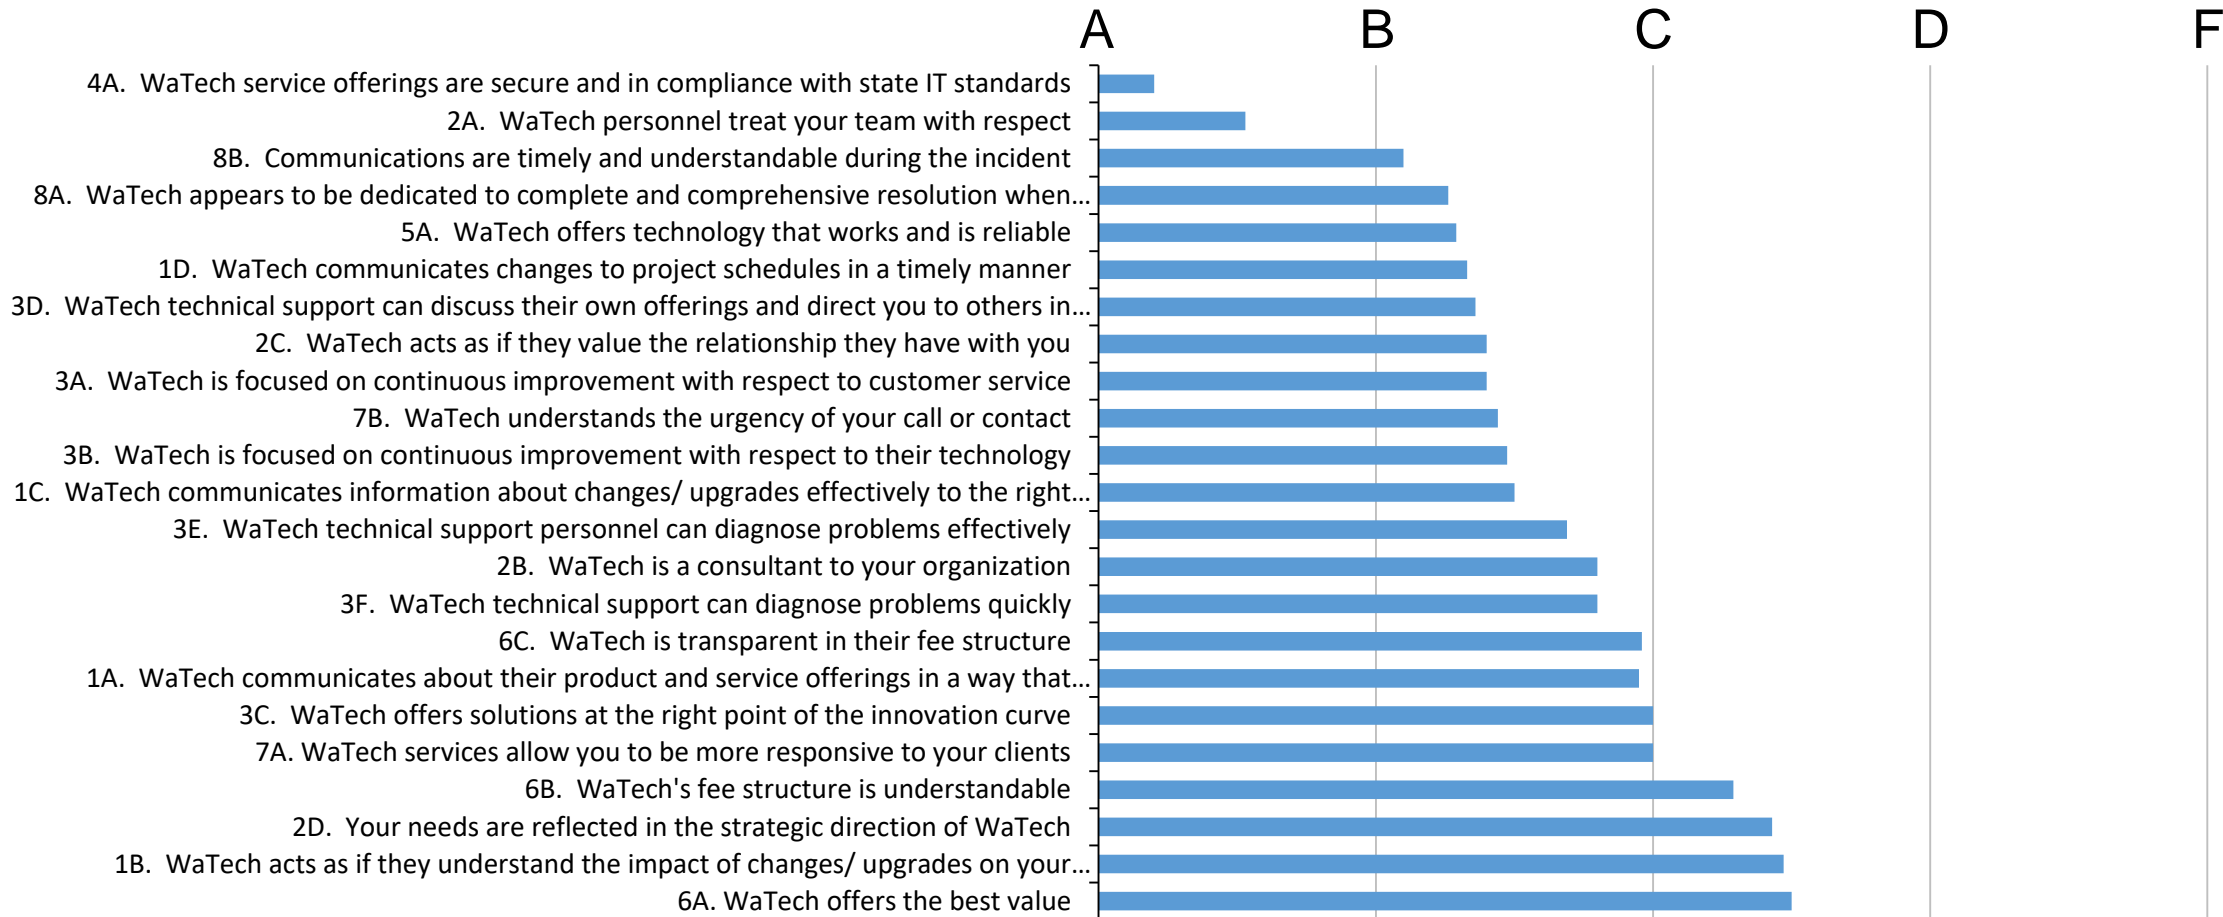 A B C D F
4A.  WaTech service offerings are secure and in compliance with state IT standards
2A.  WaTech personnel treat your team with respect
8B.  Communications are timely and understandable during the incident
8A.  WaTech appears to be dedicated to complete and comprehensive resolution when…
5A.  WaTech offers technology that works and is reliable
1D.  WaTech communicates changes to project schedules in a timely manner
3D.  WaTech technical support can discuss their own offerings and direct you to others in…
2C.  WaTech acts as if they value the relationship they have with you
3A.  WaTech is focused on continuous improvement with respect to customer service
7B.  WaTech understands the urgency of your call or contact
3B.  WaTech is focused on continuous improvement with respect to their technology
1C.  WaTech communicates information about changes/ upgrades effectively to the right…
3E.  WaTech technical support personnel can diagnose problems effectively
2B.  WaTech is a consultant to your organization
3F.  WaTech technical support can diagnose problems quickly
6C.  WaTech is transparent in their fee structure
1A.  WaTech communicates about their product and service offerings in a way that…
3C.  WaTech offers solutions at the right point of the innovation curve
7A. WaTech services allow you to be more responsive to your clients
6B.  WaTech's fee structure is understandable
2D.  Your needs are reflected in the strategic direction of WaTech
1B.  WaTech acts as if they understand the impact of changes/ upgrades on your…
6A. WaTech offers the best value